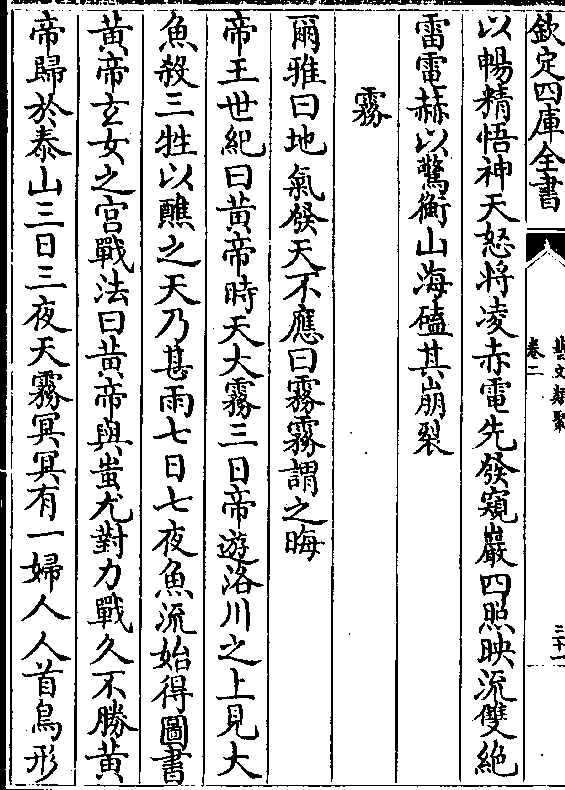 欽定四庫全書
藝文類聚
卷二
三十一
以暢精悟神天怒将凌赤電先發窺巖四照映流雙絶
雷電赫以驚衝山海磕其崩裂
霧
爾雅曰地氣發天不應曰霧霧謂之晦
帝王世紀曰黄帝時天大霧三日帝遊洛川之上見大
魚殺三牲以醮之天乃甚雨七日七夜魚流始得圖書
黄帝玄女之宫戰法曰黄帝與蚩尤對力戰久不勝黄
帝歸於泰山三日三夜天霧冥冥有一婦人人首鳥形